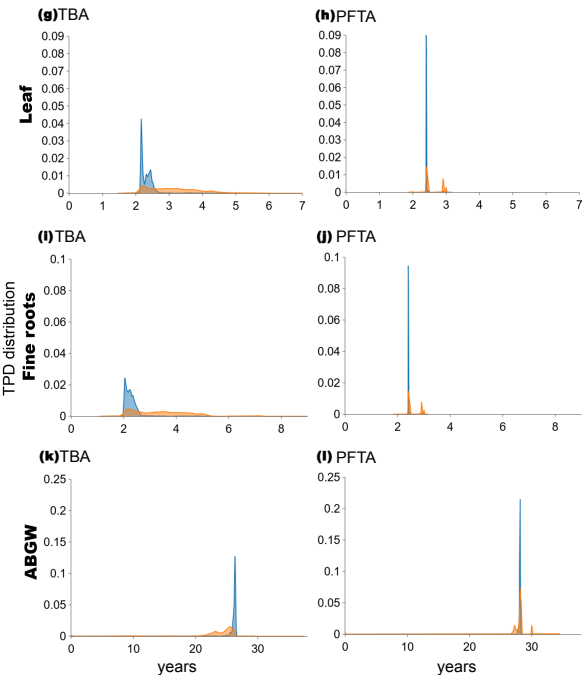 (g)TBA
(h)PFTA
0.09
0.08
0.07
0.06
0.05
0.04
0.03
0.02
0.01
0
0 1 2 3 4 5 6 7
0.09
0.08
0.07
0.06
0.05
0.04
0.03
0.02
0.01
0
0 1 2 3 4 5 6 7
Leaf
(i)TBA
(j) PFTA
0.1
0.08
0.06
0.04
0.02
0
0 2 4 6 8
0.1
0.08
0.06
0.04
0.02
0
2 4 6 8
TPD distribution
Fine roots
(k)TBA
(l) PFTA
0.25
0.2
0.15
0.1
0.05
0
0 10 20 30
0.25
0.2
0.15
0.1
0.05
0
0 10 20 30
ABGW
years
years